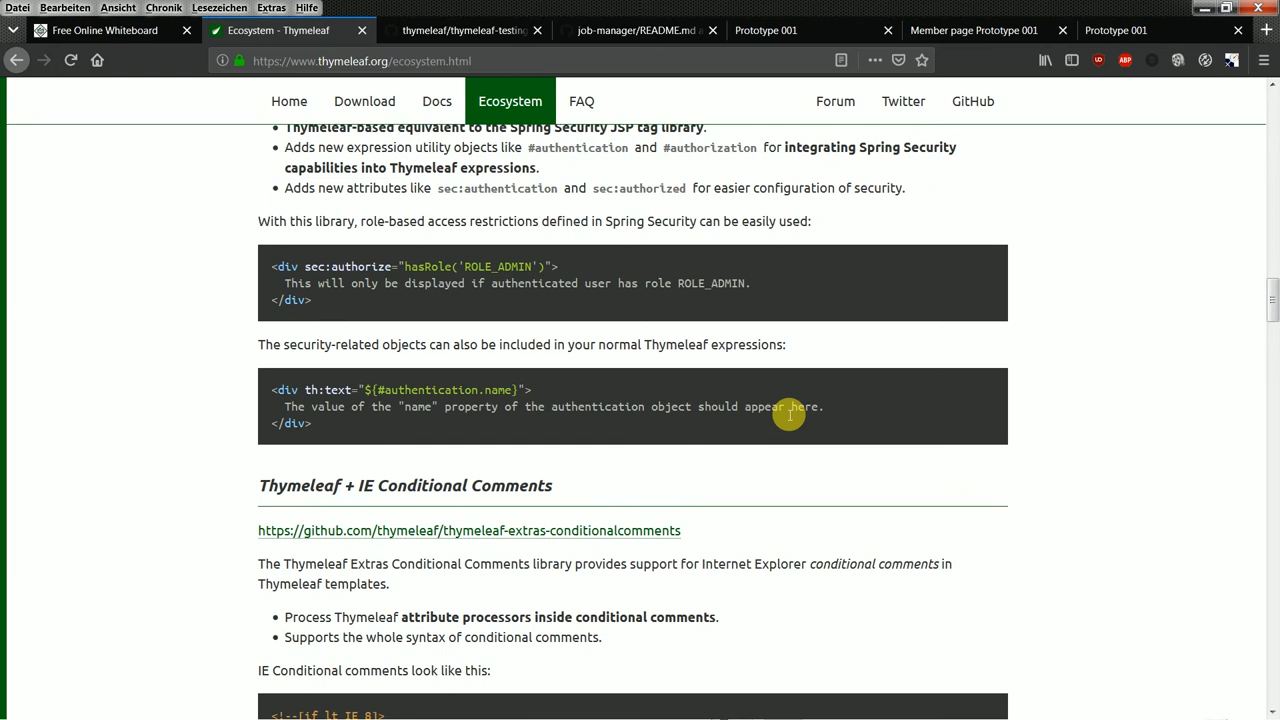 Datei Bearbeiten Ansicht Chronik Lesezeichen Extras Hilfe
Free Online Whiteboard
Ecosystem - Thymeleaf
thymeleaf/thymeleaf-testing
job-manager/README.md a
Prototype 001
Member page Prototype 001
Prototype 001
https://www.thymeleaf.org/ecosystem.html
ABP
Home Download Docs Ecosystem FAQ Forum Twitter GitHub
• Thymeleaf-based equivalent to the Spring Security JSP tag library.
• Adds new expression utility objects like #authentication and #authorization for integrating Spring Security
capabilities into Thymeleaf expressions.
• Adds new attributes like sec:authentication and sec:authorized for easier configuration of security.
With this library, role-based access restrictions defined in Spring Security can be easily used:
<div sec:authorize="hasRole('ROLE_ADMIN')">
This will only be displayed if authenticated user has role ROLE_ADMIN.
</div>
The security-related objects can also be included in your normal Thymeleaf expressions:
<div th:text="${#authentication.name}">
The value of the "name" property of the authentication object should appear here.
</div>
Thymeleaf + IE Conditional Comments
https://github.com/thymeleaf/thymeleaf-extras-conditionalcomments
The Thymeleaf Extras Conditional Comments library provides support for Internet Explorer conditional comments in
Thymeleaf templates.
• Process Thymeleaf attribute processors inside conditional comments.
• Supports the whole syntax of conditional comments.
IE Conditional comments look like this:
<!--[if lt IE 8]>